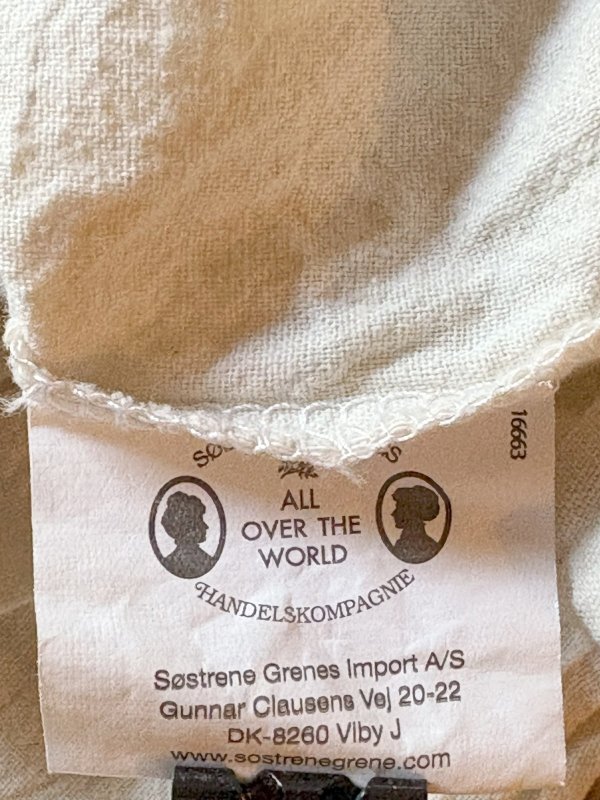 16663
ALL
OVER THE
WORLD
HANDELSKOMPAGNIE
Søstrene Grenes Import A/S
Gunnar Clausens Vej 20-22
DK-8260 Viby J
www.sostrenegrene.com